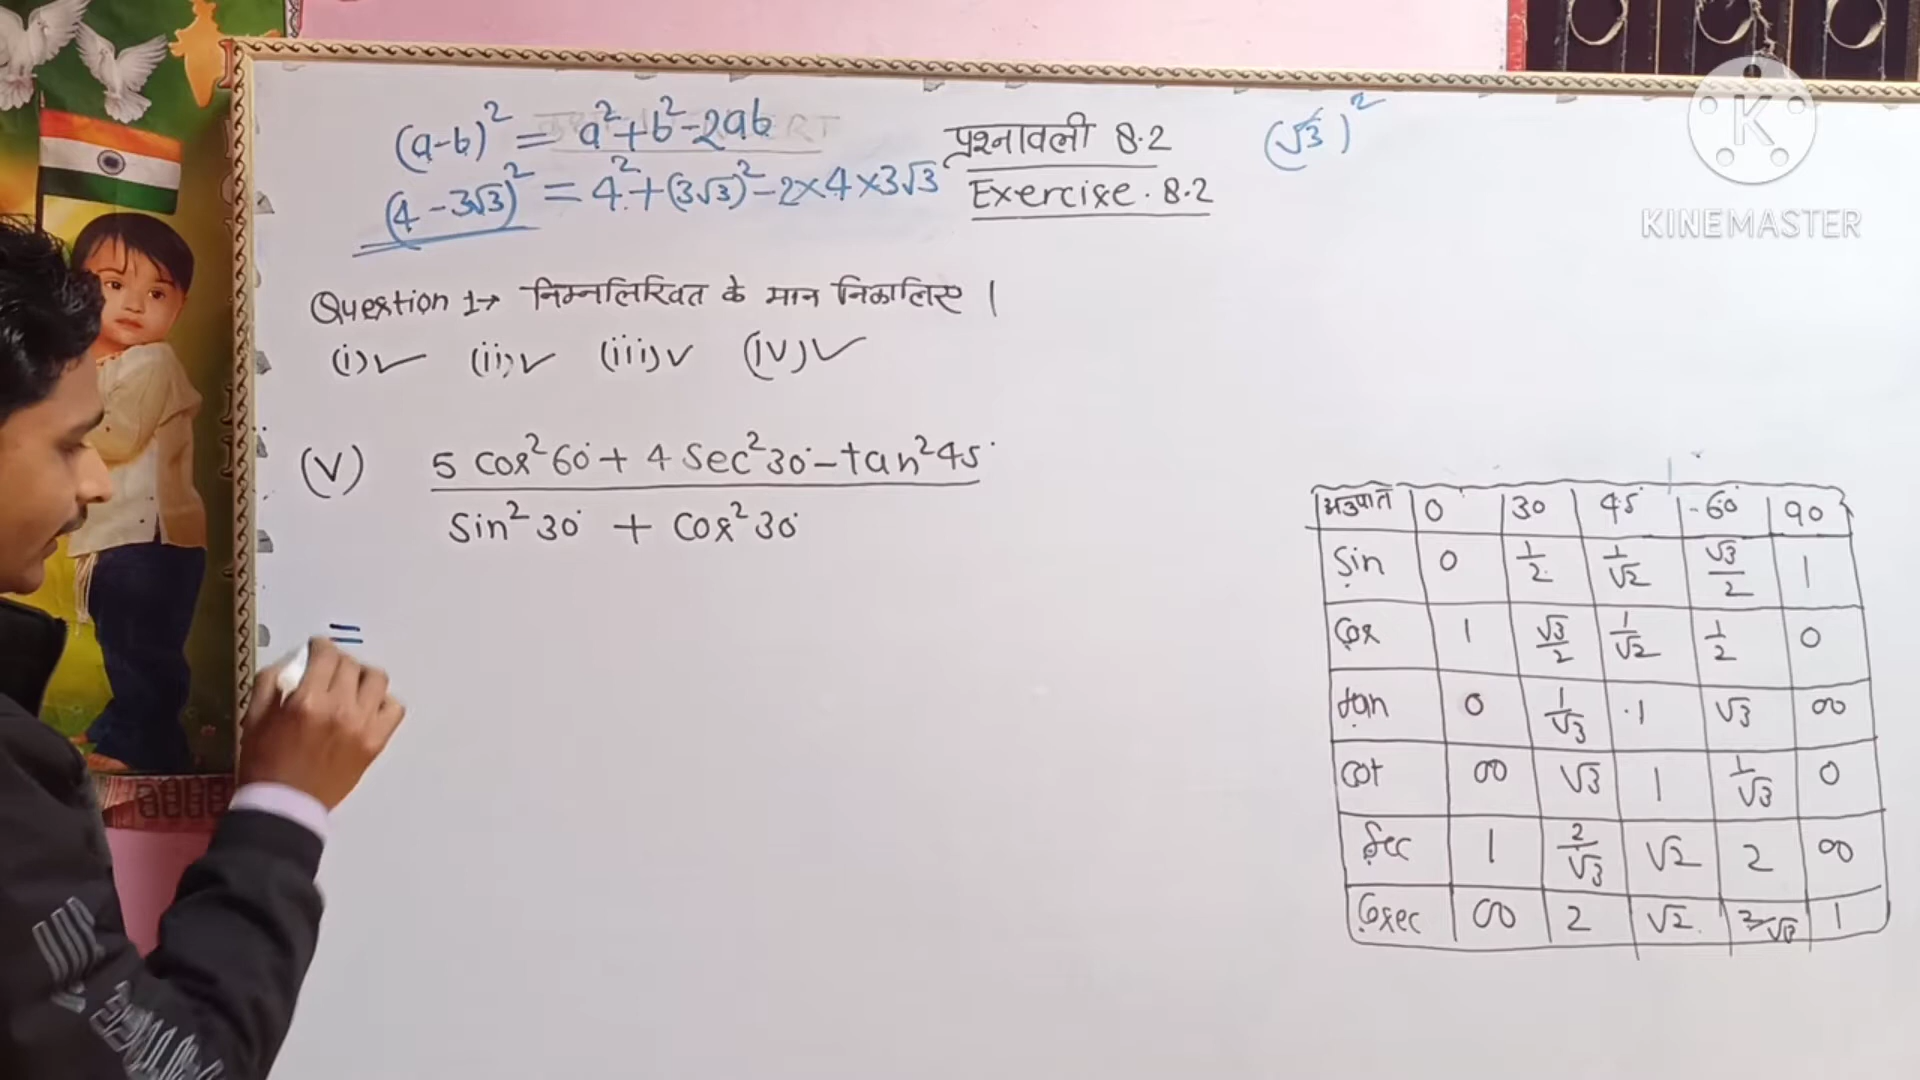 (a-b)² = a²+b²-2ab
(4-3√3)² = 4²+(3√3)²-2×4×3√3
प्रश्नावली 8.2
Exercise. 8.2
(√3)²
K
KINEMASTER
Question 1→ निम्नलिखित के मान निकालिए।
(i)✓ (ii)✓ (iii)✓ (iv)✓
(V) 5 Cos²60° + 4 Sec²30° - tan²45°
Sin²30° + Cos²30°
=
अनुपात 0° 30° 45° 60° 90°
Sin 0 1/2 1/√2 √3/2 1
Cos 1 √3/2 1/√2 1/2 0
tan 0 1/√3 1 √3 ∞
Cot ∞ √3 1 1/√3 0
Sec 1 2/√3 √2 2 ∞
Cosec ∞ 2 √2 2/√3 1